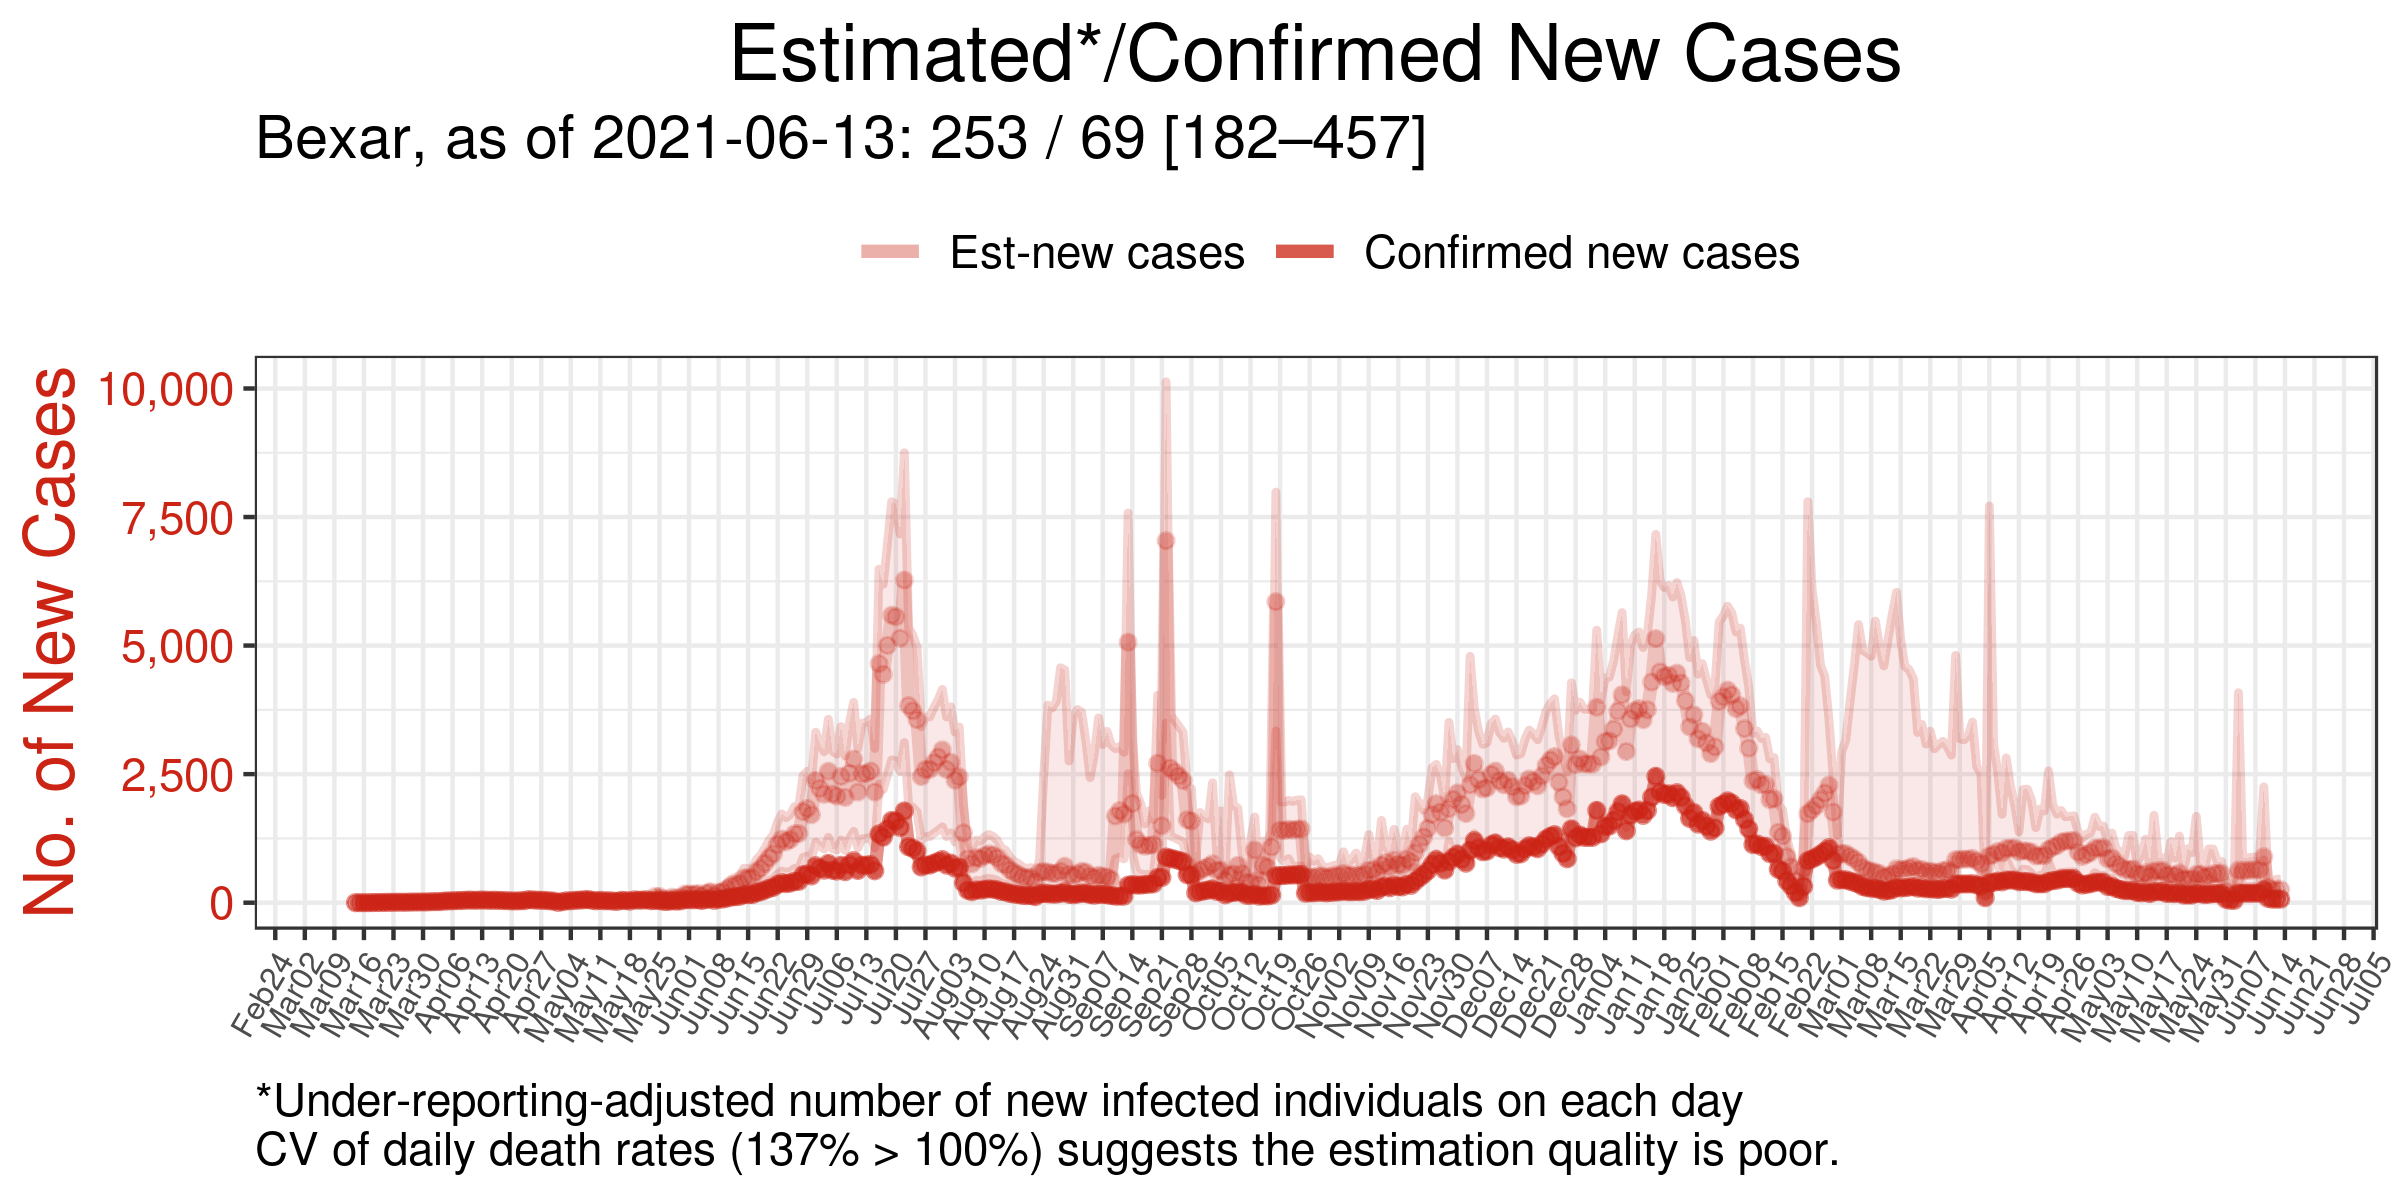 Estimated*/Confirmed New Cases
Bexar, as of 2021-06-13: 253 / 69 [182–457]
Est-new cases
Confirmed new cases
No. of New Cases
10,000
7,500
5,000
2,500
0
Feb24
Mar02
Mar09
Mar16
Mar23
Mar30
Apr06
Apr13
Apr20
Apr27
May04
May11
May18
May25
Jun01
Jun08
Jun15
Jun22
Jun29
Jul06
Jul13
Jul20
Jul27
Aug03
Aug10
Aug17
Aug24
Aug31
Sep07
Sep14
Sep21
Sep28
Oct05
Oct12
Oct19
Oct26
Nov02
Nov09
Nov16
Nov23
Nov30
Dec07
Dec14
Dec21
Dec28
Jan04
Jan11
Jan18
Jan25
Feb01
Feb08
Feb15
Feb22
Mar01
Mar08
Mar15
Mar22
Mar29
Apr05
Apr12
Apr19
Apr26
May03
May10
May17
May24
May31
Jun07
Jun14
Jun21
Jun28
Jul05
*Under-reporting-adjusted number of new infected individuals on each day
CV of daily death rates (137% > 100%) suggests the estimation quality is poor.